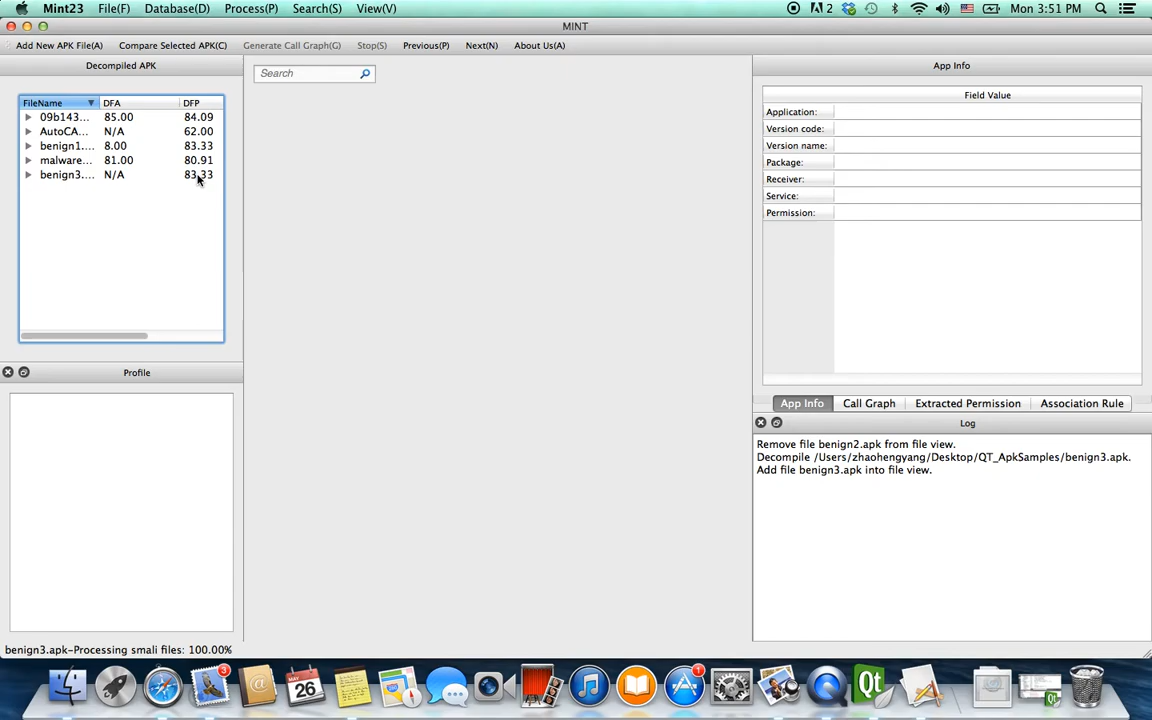 Mint23 File(F) Database(D) Process(P) Search(S) View(V) 2 Mon 3:51 PM
MINT
Add New APK File(A) Compare Selected APK(C) Generate Call Graph(G) Stop(S) Previous(P) Next(N) About Us(A)
Decompiled APK
FileName DFA DFP
09b143... 85.00 84.09
AutoCA... N/A 62.00
benign1.... 8.00 83.33
malware... 81.00 80.91
benign3.... N/A 83.33
Profile
benign3.apk-Processing smali files: 100.00%
Search
App Info
Field Value
Application:
Version code:
Version name:
Package:
Receiver:
Service:
Permission:
App Info Call Graph Extracted Permission Association Rule
Log
Remove file benign2.apk from file view.
Decompile /Users/zhaohengyang/Desktop/QT_ApkSamples/benign3.apk.
Add file benign3.apk into file view.
3
MAY
26
1
Qt